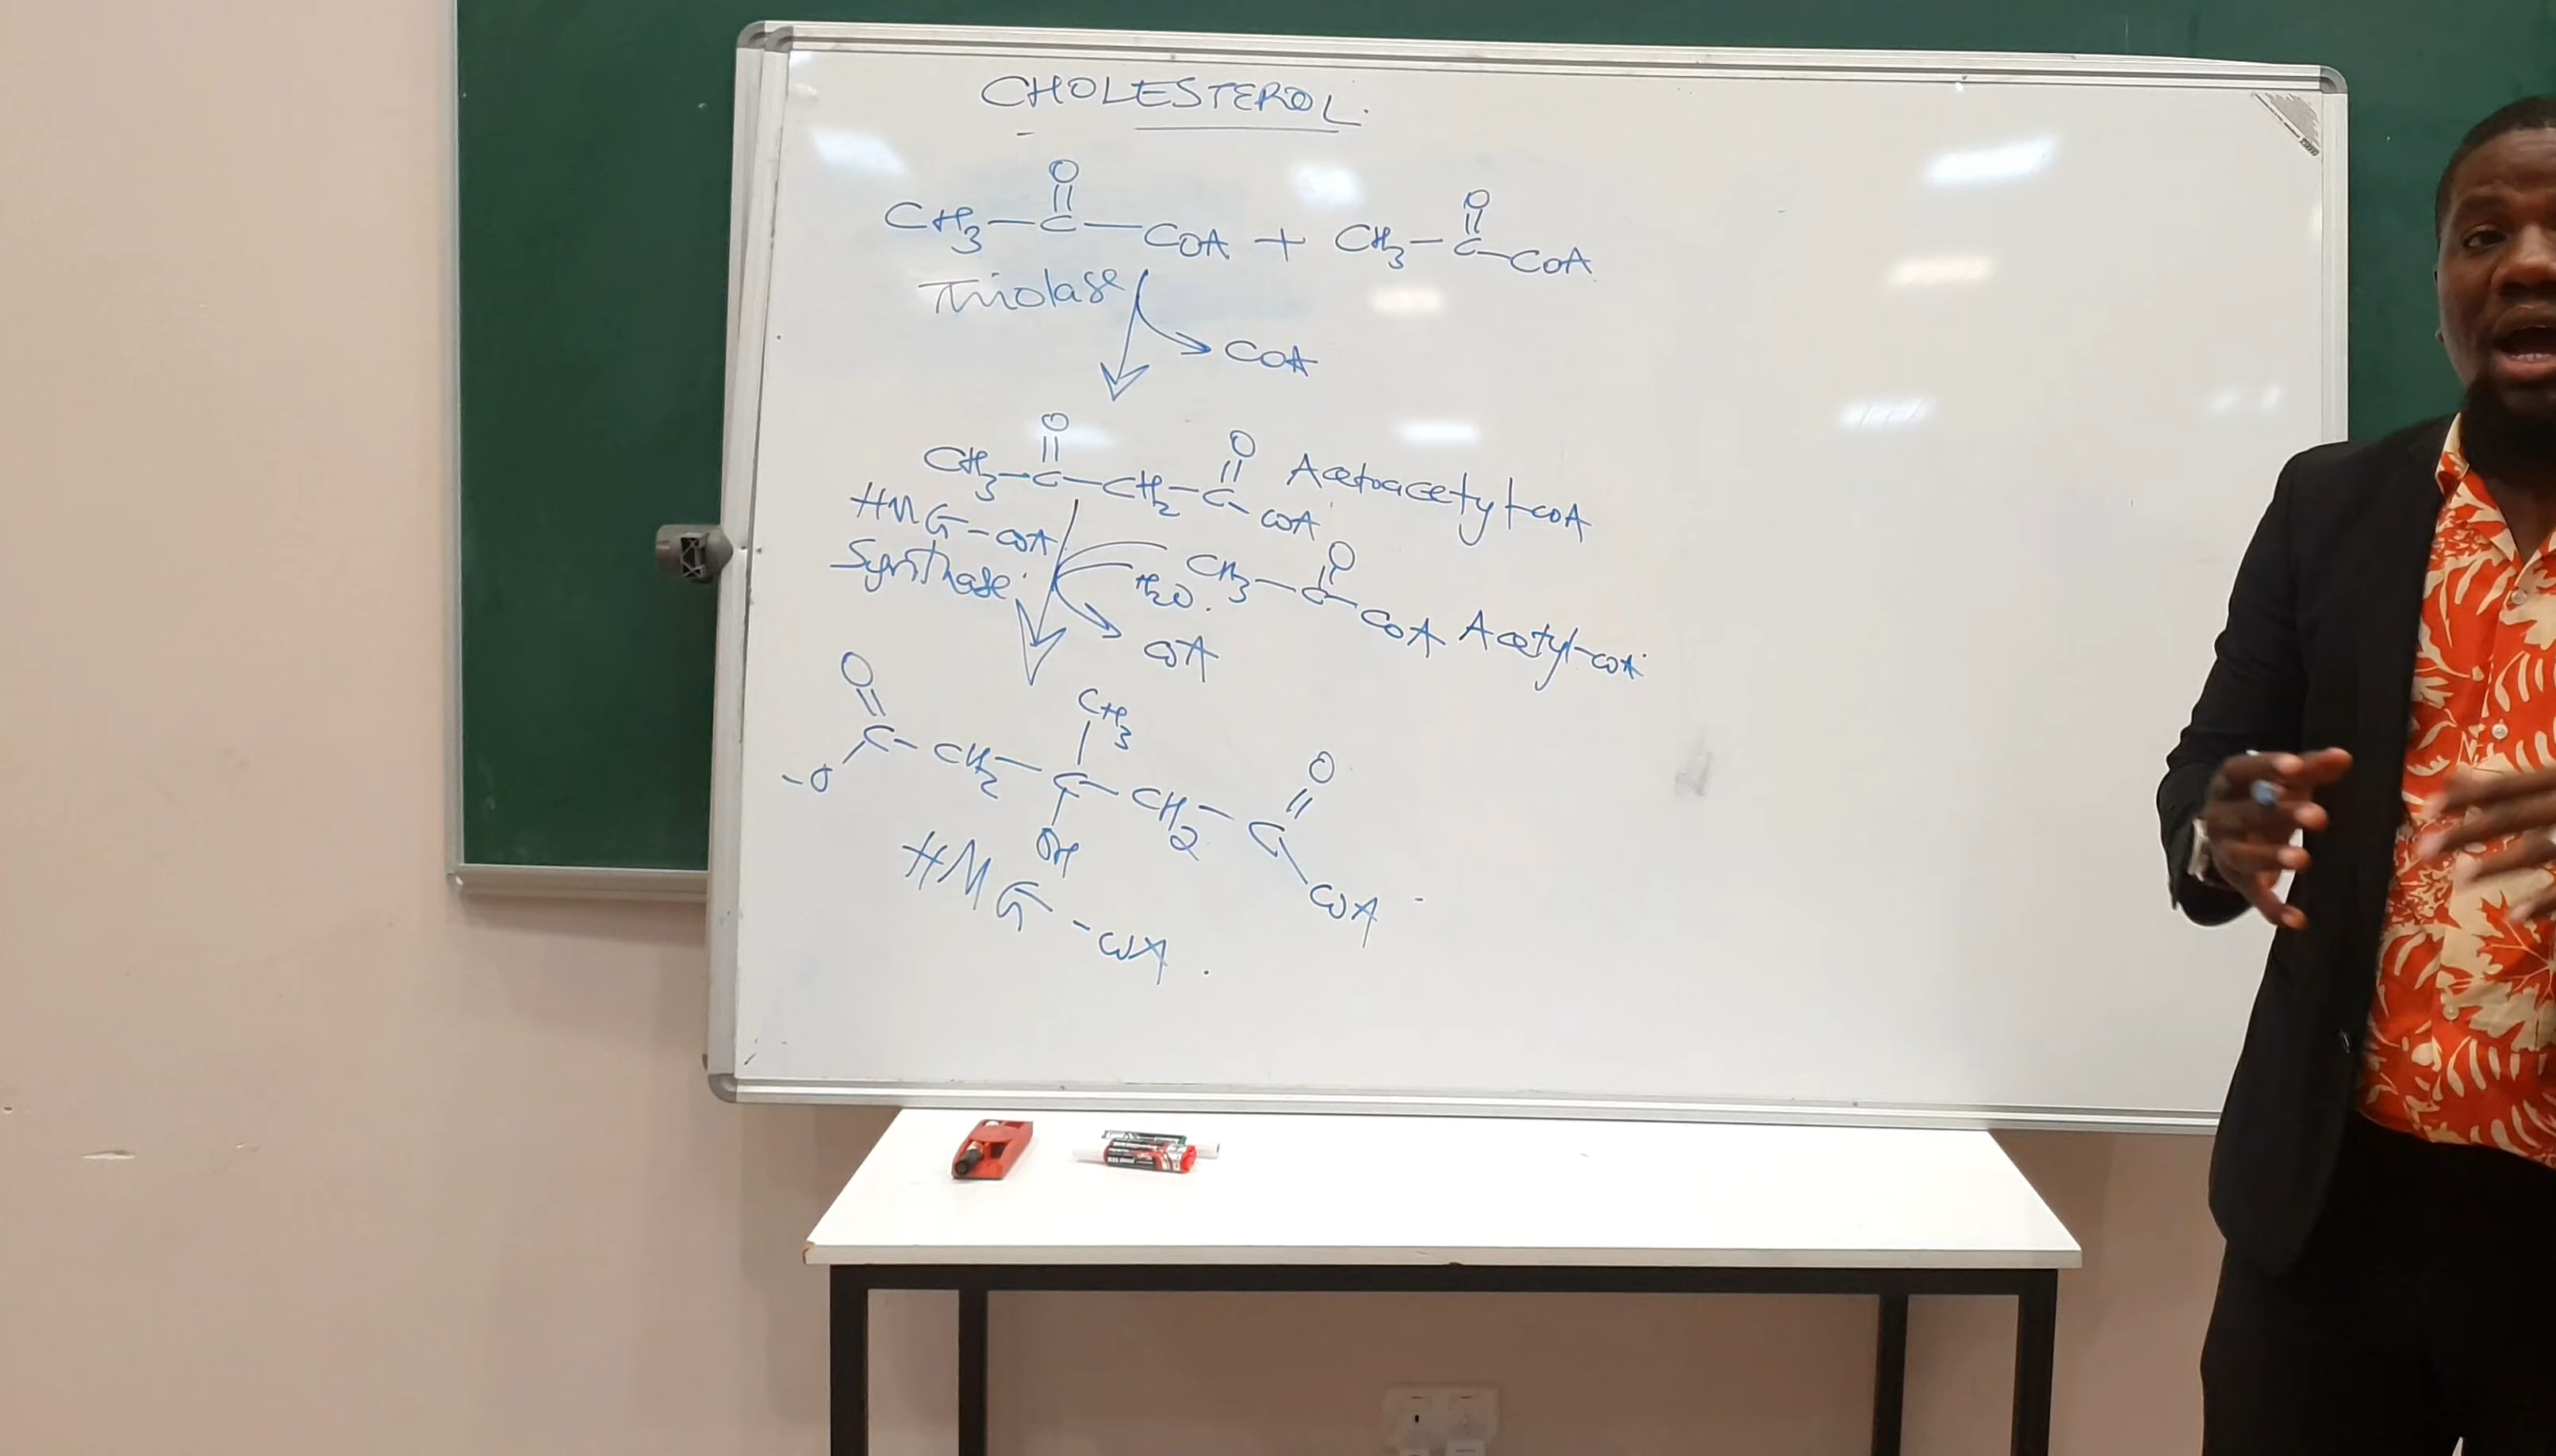 CHOLESTEROL.
O O
CH3 — C — COA + CH3 — C — COA
Thiolase
COA
O O
CH3 — C — CH2 — C — COA Acetoacetyl-COA
HMG-COA
Synthase.
O
H2O. CH3 — C — COA Acetyl-COA
COA
O CH3 O
-O C — CH2 — C — CH2 — C COA
OH
HMG-COA.